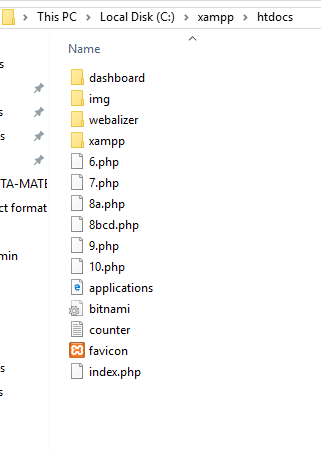 This PC > Local Disk (C:) > xampp > htdocs
Name
s
dashboard
img
s
webalizer
s
xampp
6.php
TA-MATE
7.php
ct format
8a.php
8bcd.php
9.php
min
10.php
applications
bitnami
counter
favicon
s
index.php
s